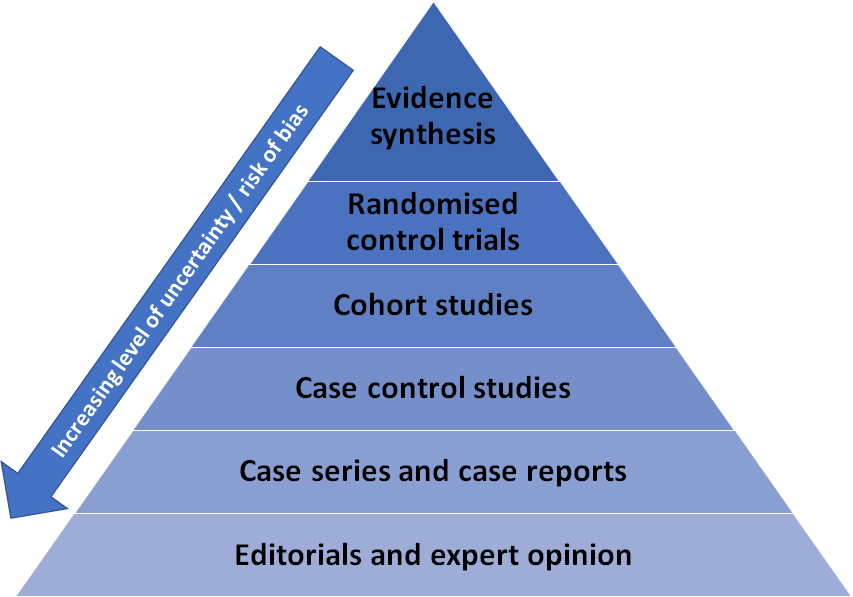 Evidence
synthesis
Randomised
control trials
Cohort studies
Case control studies
Case series and case reports
Editorials and expert opinion
Increasing level of uncertainty / risk of bias